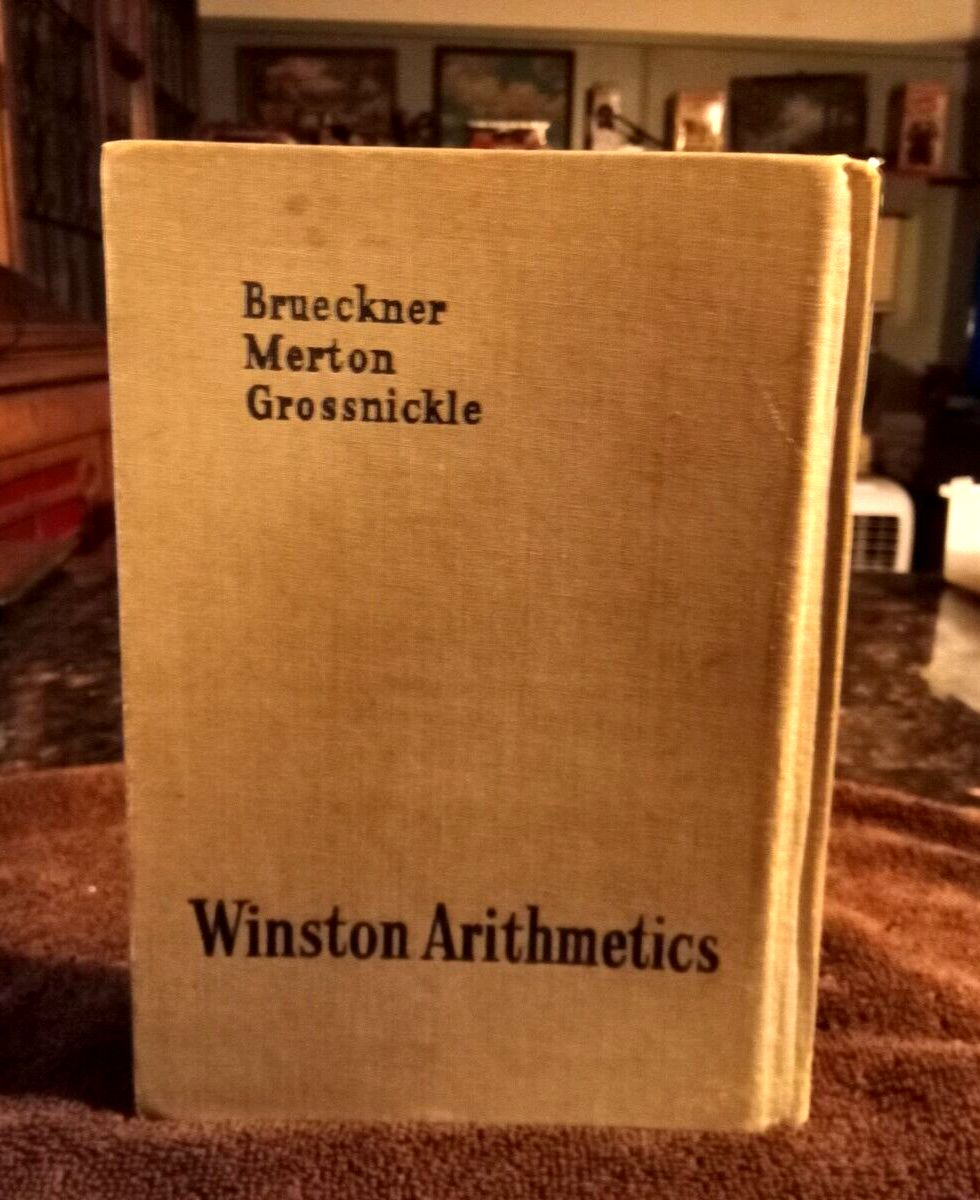 Brueckner
Merton
Grossnickle
Winston Arithmetics